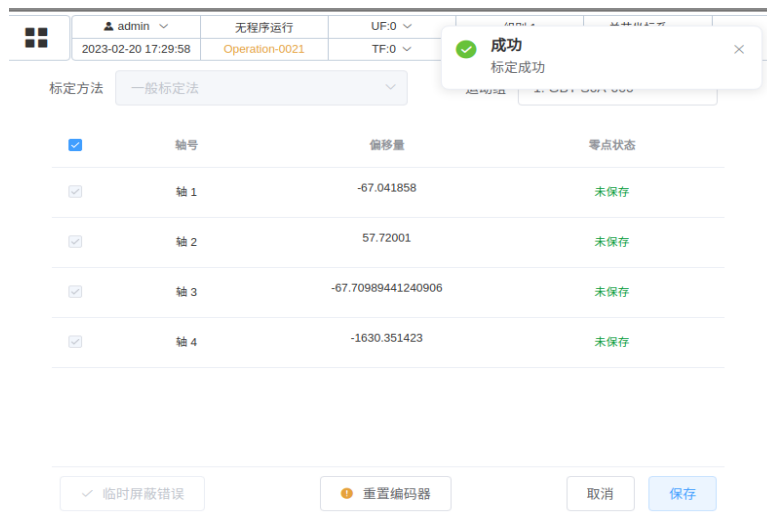 admin
无程序运行
UF:0
2023-02-20 17:29:58
Operation-0021
TF:0
成功
标定成功
标定方法
一般标定法
运动组
轴号
偏移量
零点状态
轴 1
-67.041858
未保存
轴 2
57.72001
未保存
轴 3
-67.70989441240906
未保存
轴 4
-1630.351423
未保存
临时屏蔽错误
重置编码器
取消
保存